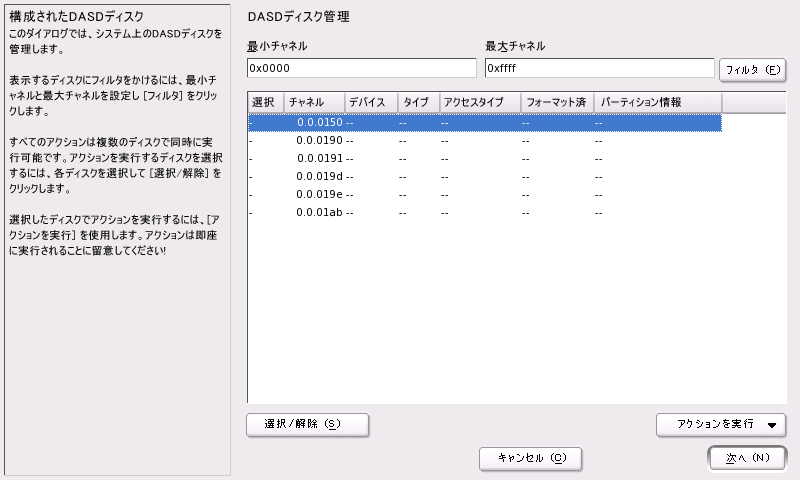 構成されたDASDディスク
このダイアログでは、システム上のDASDディスクを
管理します。
表示するディスクにフィルタをかけるには、最小チ
ャネルと最大チャネルを設定し [フィルタ] をクリッ
クします。
すべてのアクションは複数のディスクで同時に実
行可能です。アクションを実行するディスクを選択
するには、各ディスクを選択して [選択/解除] を
クリックします。
選択したディスクでアクションを実行するには、[ア
クションを実行] を使用します。アクションは即座
に実行されることに留意してください!
DASDディスク管理
最小チャネル 最大チャネル
0x0000 0xffff フィルタ (F)
選択 チャネル デバイス タイプ アクセスタイプ フォーマット済 パーティション情報
- 0.0.0150 -- -- -- -- --
- 0.0.0190 -- -- -- -- --
- 0.0.0191 -- -- -- -- --
- 0.0.019d -- -- -- -- --
- 0.0.019e -- -- -- -- --
- 0.0.01ab -- -- -- -- --
選択/解除 (S) アクションを実行
キャンセル (C) 次へ (N)